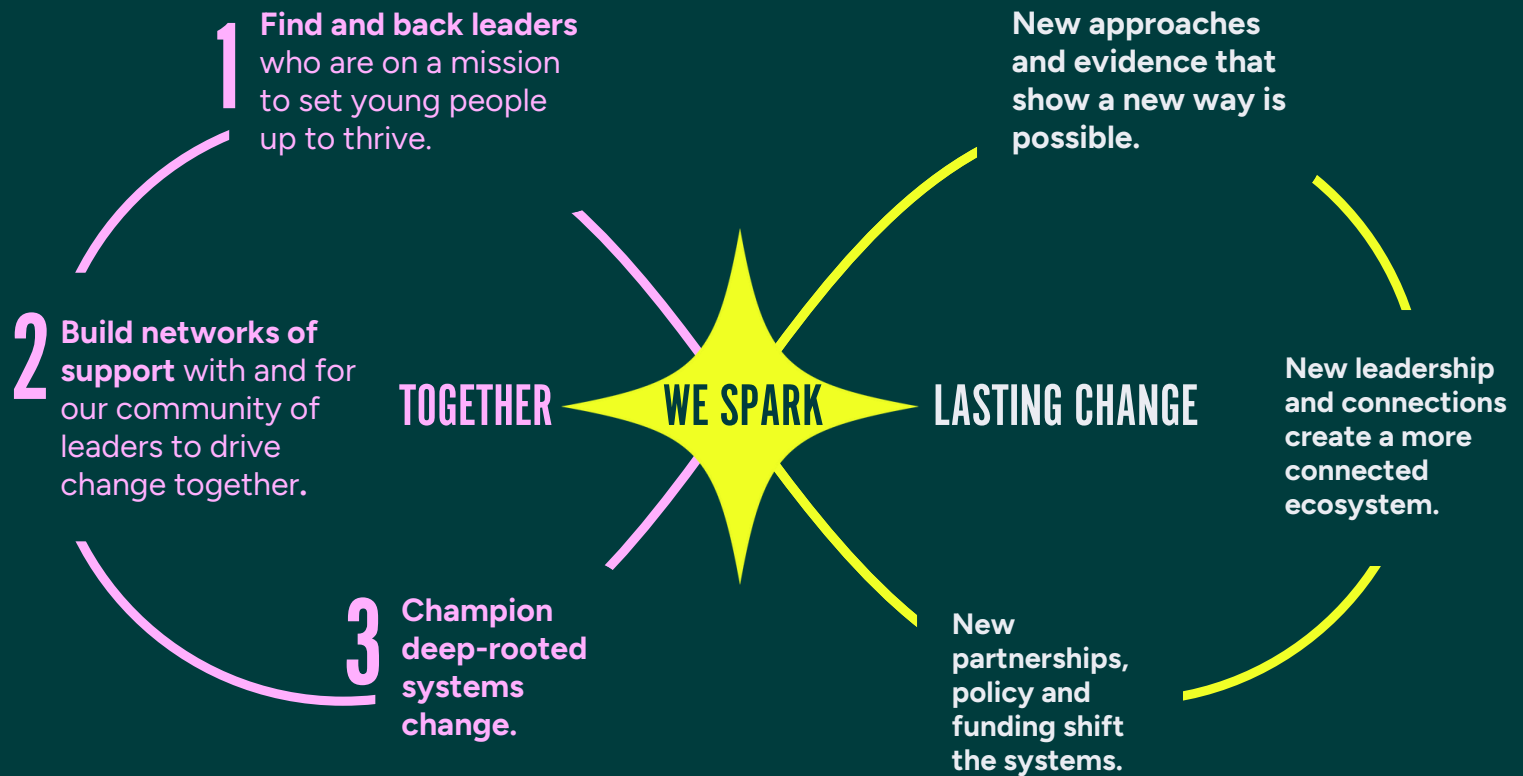 1
Find and back leaders
who are on a mission
to set young people
up to thrive.
2
Build networks of
support with and for
our community of
leaders to drive
change together.
3
Champion
deep-rooted
systems
change.
TOGETHER
WE SPARK
LASTING CHANGE
New approaches
and evidence that
show a new way is
possible.
New leadership
and connections
create a more
connected
ecosystem.
New
partnerships,
policy and
funding shift
the systems.